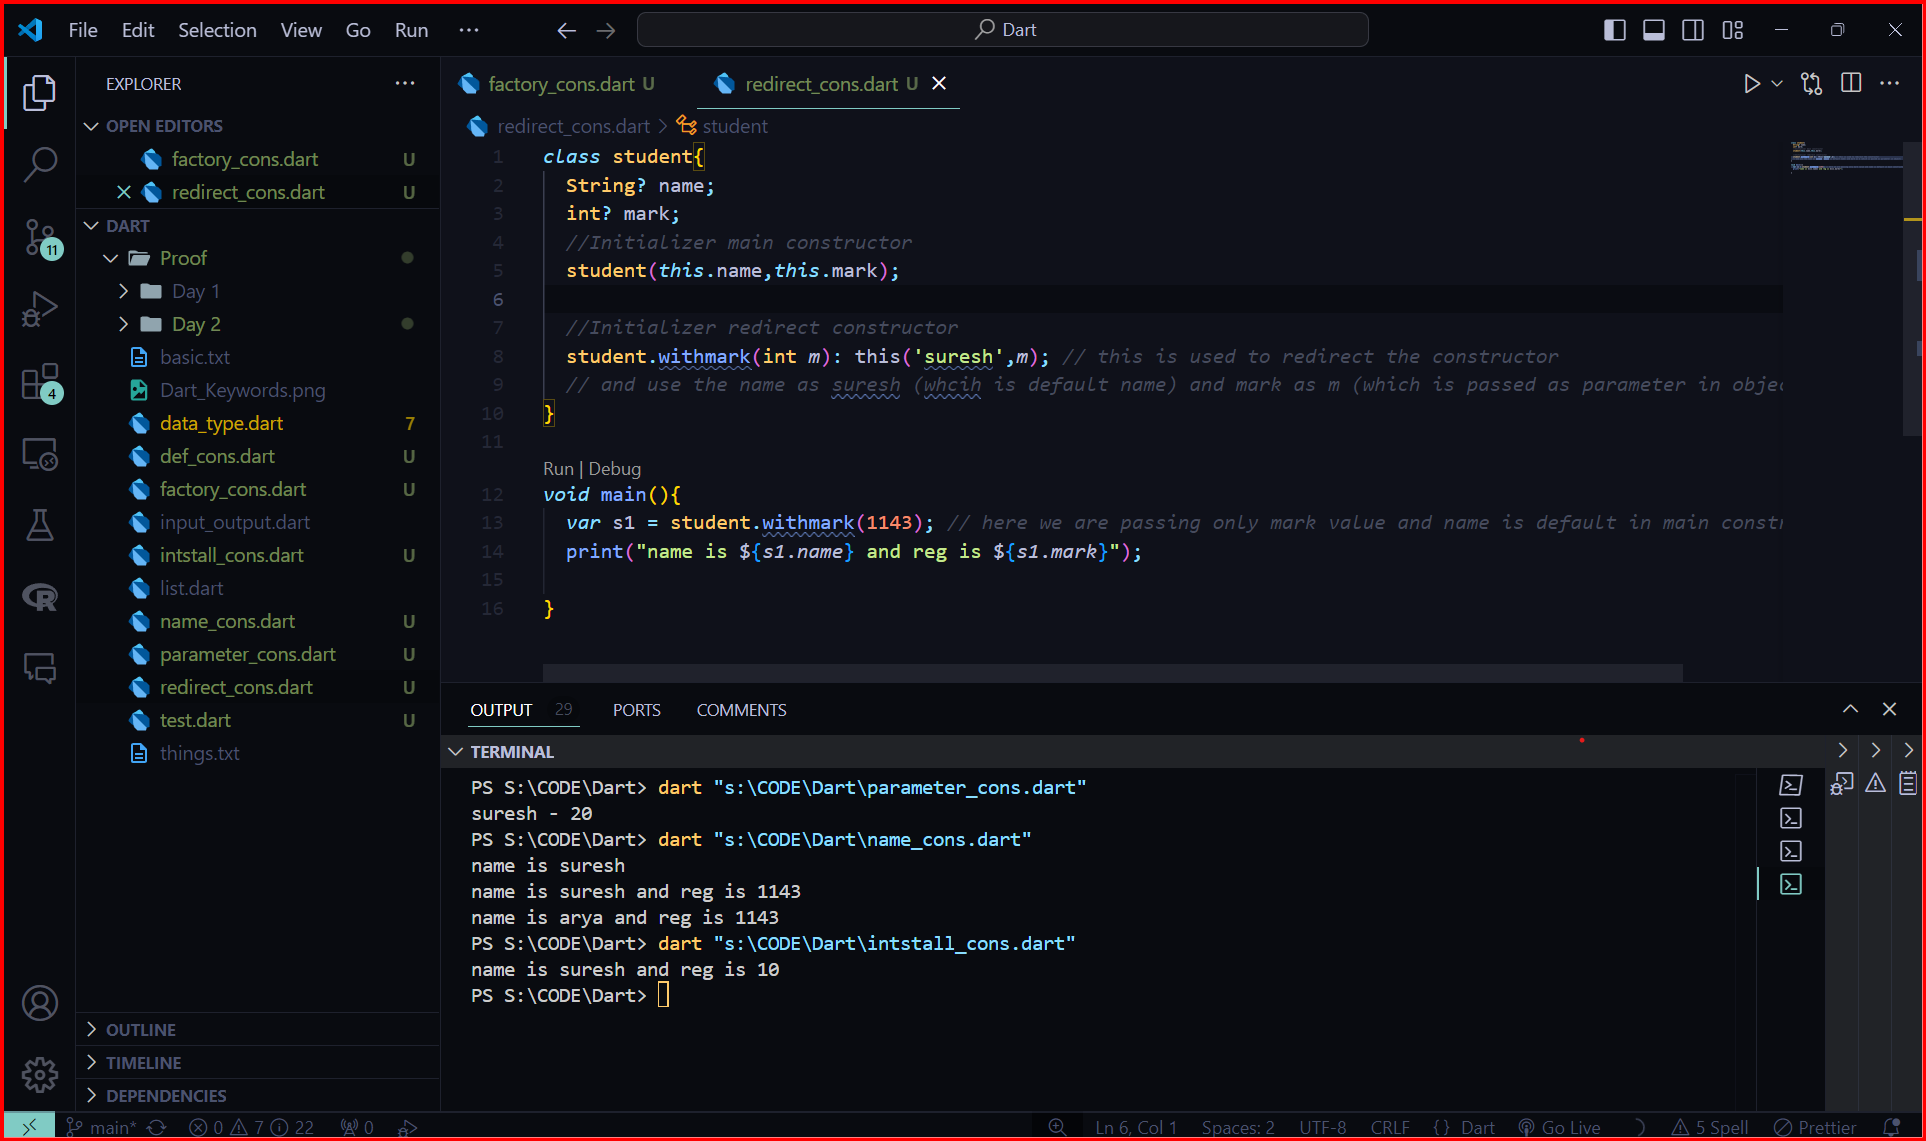 File Edit Selection View Go Run ···
Dart
EXPLORER ···
OPEN EDITORS
factory_cons.dart U
redirect_cons.dart U
DART
Proof
Day 1
Day 2
basic.txt
Dart_Keywords.png
data_type.dart 7
def_cons.dart U
factory_cons.dart U
input_output.dart
intstall_cons.dart U
list.dart
name_cons.dart U
parameter_cons.dart U
redirect_cons.dart U
test.dart U
things.txt
OUTLINE
TIMELINE
DEPENDENCIES
11
4
factory_cons.dart U redirect_cons.dart U
redirect_cons.dart > student
1 class student{
2 String? name;
3 int? mark;
4 //Initializer main constructor
5 student(this.name,this.mark);
6
7 //Initializer redirect constructor
8 student.withmark(int m): this('suresh',m); // this is used to redirect the constructor
9 // and use the name as suresh (whcih is default name) and mark as m (which is passed as parameter in objec
10 }
11
Run | Debug
12 void main(){
13 var s1 = student.withmark(1143); // here we are passing only mark value and name is default in main constr
14 print("name is ${s1.name} and reg is ${s1.mark}");
15
16 }
OUTPUT 29 PORTS COMMENTS
TERMINAL
PS S:\CODE\Dart> dart "s:\CODE\Dart\parameter_cons.dart"
suresh - 20
PS S:\CODE\Dart> dart "s:\CODE\Dart\name_cons.dart"
name is suresh
name is suresh and reg is 1143
name is arya and reg is 1143
PS S:\CODE\Dart> dart "s:\CODE\Dart\intstall_cons.dart"
name is suresh and reg is 10
PS S:\CODE\Dart>
main* 0 7 22 0 Ln 6, Col 1 Spaces: 2 UTF-8 CRLF {} Dart Go Live 5 Spell Prettier